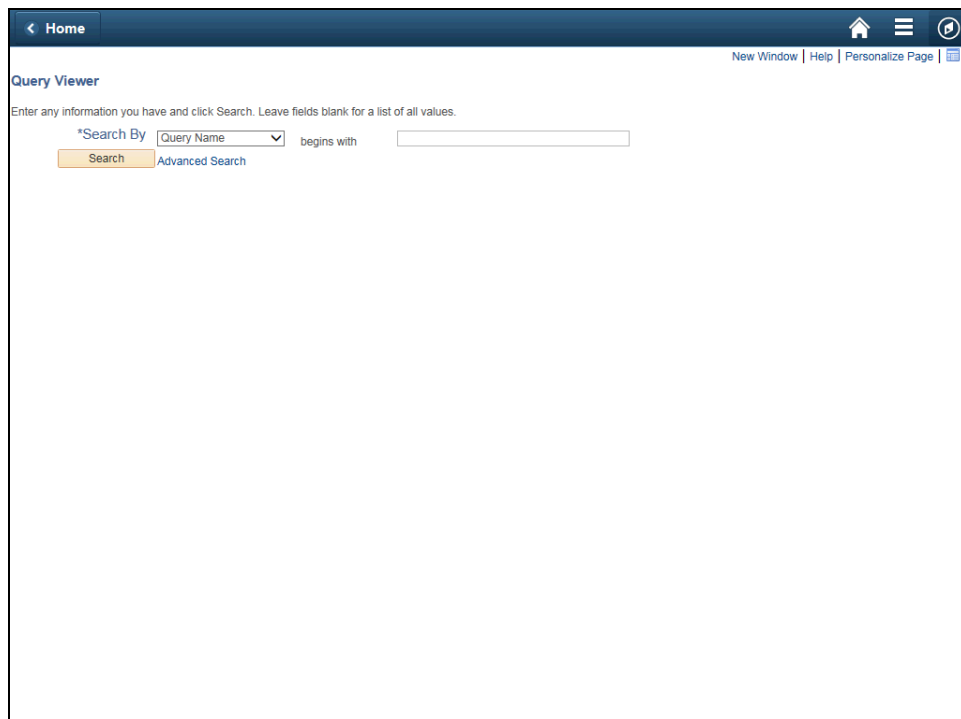 Home
New Window | Help | Personalize Page |
Query Viewer
Enter any information you have and click Search. Leave fields blank for a list of all values.
*Search By Query Name begins with
Search Advanced Search